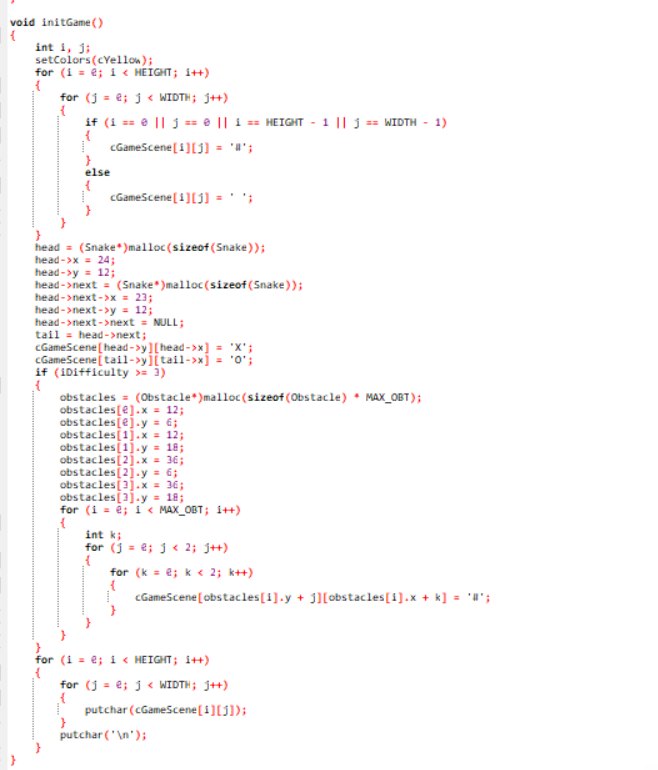 }
void initGame()
{
    int i, j;
    setColors(cYellow);
    for (i = 0; i < HEIGHT; i++)
    {
        for (j = 0; j < WIDTH; j++)
        {
            if (i == 0 || j == 0 || i == HEIGHT - 1 || j == WIDTH - 1)
            {
                cGameScene[i][j] = '#';
            }
            else
            {
                cGameScene[i][j] = ' ';
            }
        }
    }
    head = (Snake*)malloc(sizeof(Snake));
    head->x = 24;
    head->y = 12;
    head->next = (Snake*)malloc(sizeof(Snake));
    head->next->x = 23;
    head->next->y = 12;
    head->next->next = NULL;
    tail = head->next;
    cGameScene[head->y][head->x] = 'X';
    cGameScene[tail->y][tail->x] = 'O';
    if (iDifficulty >= 3)
    {
        obstacles = (Obstacle*)malloc(sizeof(Obstacle) * MAX_OBT);
        obstacles[0].x = 12;
        obstacles[0].y = 6;
        obstacles[1].x = 12;
        obstacles[1].y = 18;
        obstacles[2].x = 36;
        obstacles[2].y = 6;
        obstacles[3].x = 36;
        obstacles[3].y = 18;
        for (i = 0; i < MAX_OBT; i++)
        {
            int k;
            for (j = 0; j < 2; j++)
            {
                for (k = 0; k < 2; k++)
                {
                    cGameScene[obstacles[i].y + j][obstacles[i].x + k] = '#';
                }
            }
        }
    }
    for (i = 0; i < HEIGHT; i++)
    {
        for (j = 0; j < WIDTH; j++)
        {
            putchar(cGameScene[i][j]);
        }
        putchar('\n');
    }
}